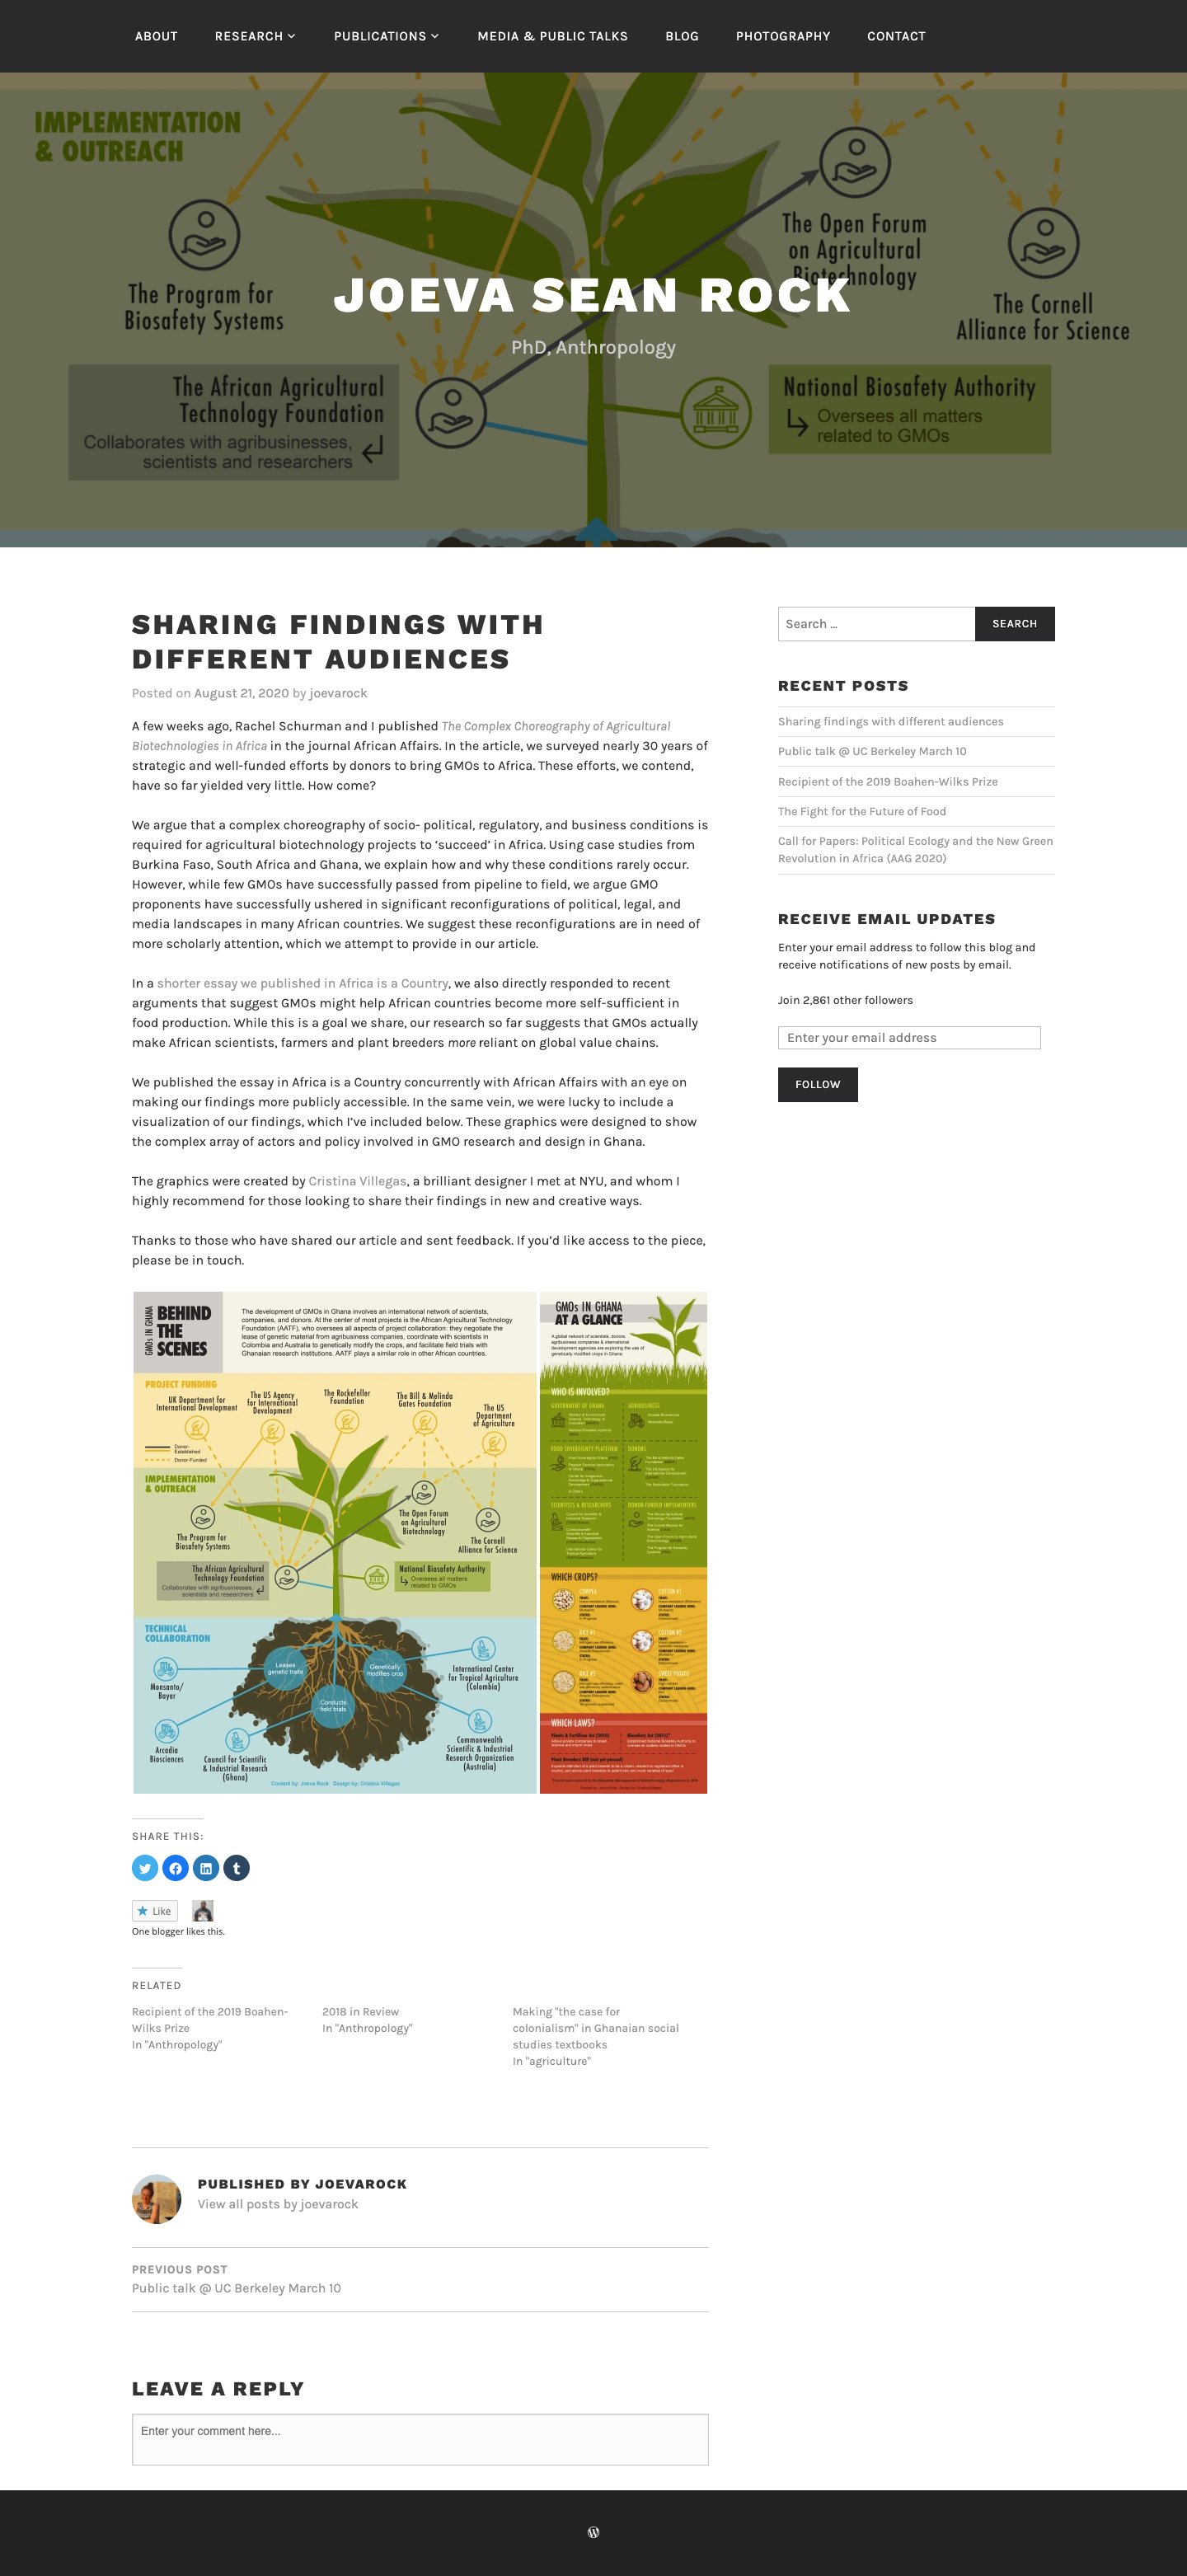 ABOUT
RESEARCH
PUBLICATIONS
MEDIA & PUBLIC TALKS
BLOG
PHOTOGRAPHY
CONTACT
IMPLEMENTATION
& OUTREACH
The Program for
Biosafety Systems
The Open Forum
on Agricultural
Biotechnology
The Cornell
Alliance for Science
JOEVA SEAN ROCK
PhD, Anthropology
The African Agricultural
Technology Foundation
Collaborates with agribusinesses,
scientists and researchers
National Biosafety Authority
Oversees all matters
related to GMOs
SHARING FINDINGS WITH
DIFFERENT AUDIENCES
Posted on August 21, 2020 by joevarock
A few weeks ago, Rachel Schurman and I published The Complex Choreography of Agricultural
Biotechnologies in Africa in the journal African Affairs. In the article, we surveyed nearly 30 years of
strategic and well-funded efforts by donors to bring GMOs to Africa. These efforts, we contend,
have so far yielded very little. How come?
We argue that a complex choreography of socio- political, regulatory, and business conditions is
required for agricultural biotechnology projects to ‘succeed’ in Africa. Using case studies from
Burkina Faso, South Africa and Ghana, we explain how and why these conditions rarely occur.
However, while few GMOs have successfully passed from pipeline to field, we argue GMO
proponents have successfully ushered in significant reconfigurations of political, legal, and
media landscapes in many African countries. We suggest these reconfigurations are in need of
more scholarly attention, which we attempt to provide in our article.
In a shorter essay we published in Africa is a Country, we also directly responded to recent
arguments that suggest GMOs might help African countries become more self-sufficient in
food production. While this is a goal we share, our research so far suggests that GMOs actually
make African scientists, farmers and plant breeders more reliant on global value chains.
We published the essay in Africa is a Country concurrently with African Affairs with an eye on
making our findings more publicly accessible. In the same vein, we were lucky to include a
visualization of our findings, which I’ve included below. These graphics were designed to show
the complex array of actors and policy involved in GMO research and design in Ghana.
The graphics were created by Cristina Villegas, a brilliant designer I met at NYU, and whom I
highly recommend for those looking to share their findings in new and creative ways.
Thanks to those who have shared our article and sent feedback. If you’d like access to the piece,
please be in touch.
GMOs IN GHANA
BEHIND
THE
SCENES
The development of GMOs in Ghana involves an international network of scientists,
companies, and donors. At the center of most projects is the African Agricultural Technology
Foundation (AATF), who oversees all aspects of project collaboration: they negotiate the
lease of genetic material from agribusiness companies, coordinate with scientists in
Colombia and Australia to genetically modify the crops, and facilitate field trials with
Ghanaian research institutions. AATF plays a similar role in other African countries.
PROJECT FUNDING
UK Department for
International Development
The US Agency
for International
Development
The Rockefeller
Foundation
The Bill & Melinda
Gates Foundation
The US
Department
of Agriculture
Donor-
Established
Donor-Funded
IMPLEMENTATION
& OUTREACH
The Program for
Biosafety Systems
The Open Forum
on Agricultural
Biotechnology
The Cornell
Alliance for Science
The African Agricultural
Technology Foundation
Collaborates with agribusinesses,
scientists and researchers
National Biosafety Authority
Oversees all matters
related to GMOs
TECHNICAL
COLLABORATION
Leases
genetic traits
Genetically
modifies crop
Conducts
field trials
Monsanto/
Bayer
International Center
for Tropical Agriculture
(Colombia)
Arcadia
Biosciences
Council for Scientific
& Industrial Research
(Ghana)
Commonwealth
Scientific & Industrial
Research Organization
(Australia)
Content by: Joeva Rock Design by: Cristina Villegas
GMOs IN GHANA
AT A GLANCE
A global network of scientists, donors,
agribusiness companies & international
development agencies are exploring the use of
genetically modified crops in Ghana.
WHO IS INVOLVED?
GOVERNMENT OF GHANA
AGRIBUSINESS
FOOD SOVEREIGNTY PLATFORM
DONORS
SCIENTISTS & RESEARCHERS
DONOR FUNDED IMPLEMENTERS
WHICH CROPS?
COWPEA
COTTON #1
RICE #1
COTTON #2
RICE #2
SWEET POTATO
WHICH LAWS?
SHARE THIS:
Like
One blogger likes this.
RELATED
Recipient of the 2019 Boahen-
Wilks Prize
In "Anthropology"
2018 in Review
In "Anthropology"
Making "the case for
colonialism" in Ghanaian social
studies textbooks
In "agriculture"
PUBLISHED BY JOEVAROCK
View all posts by joevarock
PREVIOUS POST
Public talk @ UC Berkeley March 10
LEAVE A REPLY
Enter your comment here...
Search ...
SEARCH
RECENT POSTS
Sharing findings with different audiences
Public talk @ UC Berkeley March 10
Recipient of the 2019 Boahen-Wilks Prize
The Fight for the Future of Food
Call for Papers: Political Ecology and the New Green
Revolution in Africa (AAG 2020)
RECEIVE EMAIL UPDATES
Enter your email address to follow this blog and
receive notifications of new posts by email.
Join 2,861 other followers
Enter your email address
FOLLOW